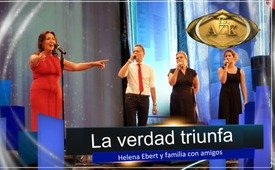 AZK
La verdad triunfa
Helena Ebert y familia con amigos